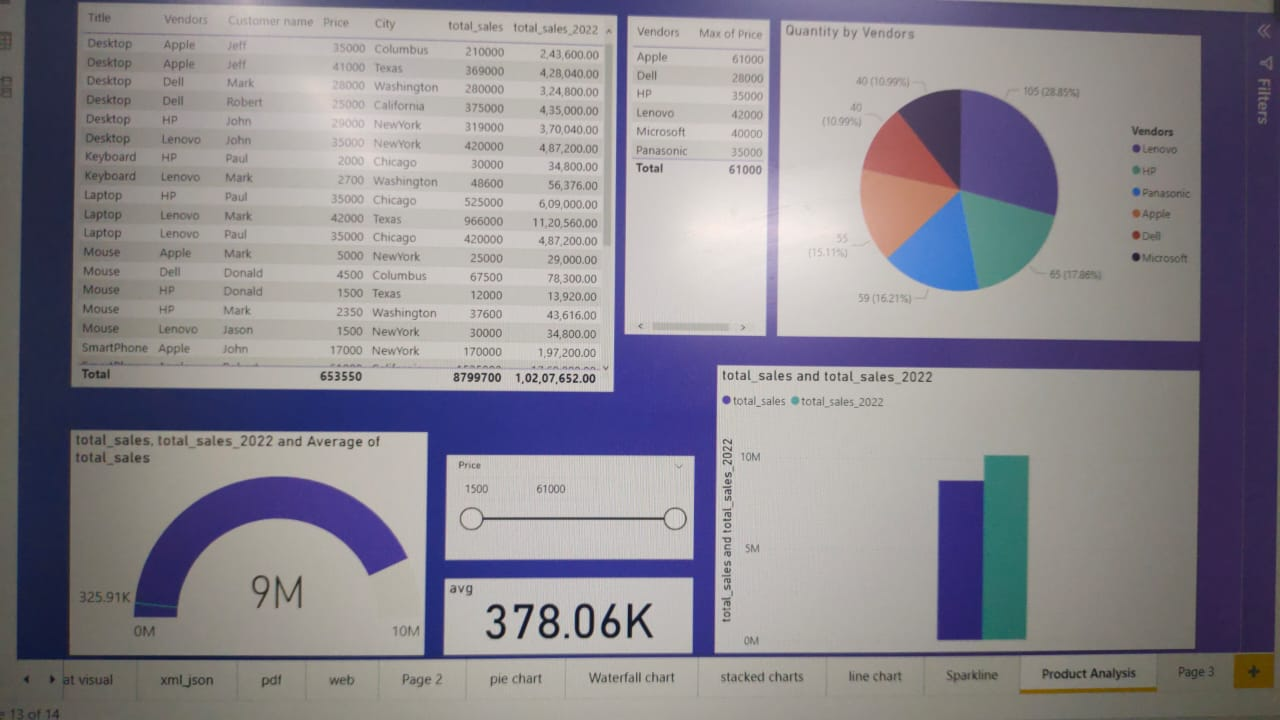 Title Vendors Customer name Price City total_sales total_sales_2022
Desktop Apple Jeff 35000 Columbus 210000 2,43,600.00
Desktop Apple Jeff 41000 Texas 369000 4,28,040.00
Desktop Dell Mark 28000 Washington 280000 3,24,800.00
Desktop Dell Robert 25000 California 375000 4,35,000.00
Desktop HP John 29000 NewYork 319000 3,70,040.00
Desktop Lenovo John 35000 NewYork 420000 4,87,200.00
Keyboard HP Paul 2000 Chicago 30000 34,800.00
Keyboard Lenovo Mark 2700 Washington 48600 56,376.00
Laptop HP Paul 35000 Chicago 525000 6,09,000.00
Laptop Lenovo Mark 42000 Texas 966000 11,20,560.00
Laptop Lenovo Paul 35000 Chicago 420000 4,87,200.00
Mouse Apple Mark 5000 NewYork 25000 29,000.00
Mouse Dell Donald 4500 Columbus 67500 78,300.00
Mouse HP Donald 1500 Texas 12000 13,920.00
Mouse HP Mark 2350 Washington 37600 43,616.00
Mouse Lenovo Jason 1500 NewYork 30000 34,800.00
SmartPhone Apple John 17000 NewYork 170000 1,97,200.00
Total 653550 8799700 1,02,07,652.00
Vendors Max of Price
Apple 61000
Dell 28000
HP 35000
Lenovo 42000
Microsoft 40000
Panasonic 35000
Total 61000
Quantity by Vendors
40 (10.99%)
105 (28.85%)
40
(10.99%)
55
(15.11%)
65 (17.86%)
59 (16.21%)
Vendors
Lenovo
HP
Panasonic
Apple
Dell
Microsoft
Filters
total_sales, total_sales_2022 and Average of
total_sales
325.91K
9M
0M 10M
Price
1500 61000
avg
378.06K
total_sales and total_sales_2022
total_sales total_sales_2022
total_sales and total_sales_2022
10M
5M
0M
at visual xml_json pdf web Page 2 pie chart Waterfall chart stacked charts line chart Sparkline Product Analysis Page 3 +
13 of 14